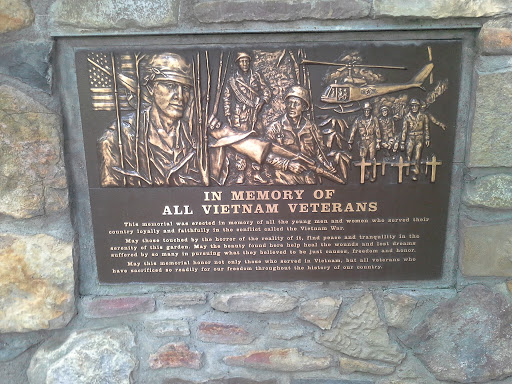 IN MEMORY OF
ALL VIETNAM VETERANS
This memorial was erected in memory of all the young men and women who served their
country loyally and faithfully in the conflict called the Vietnam War.
May those touched by the horror of the reality of it, find peace and tranquility in the
serenity of this garden. May the beauty found here help heal the wounds and lost dreams
suffered by so many in pursuing what they believed to be just causes, freedom and honor.
May this memorial honor not only those who served in Vietnam, but all veterans who
have sacrificed so readily for our freedom throughout the history of our country.